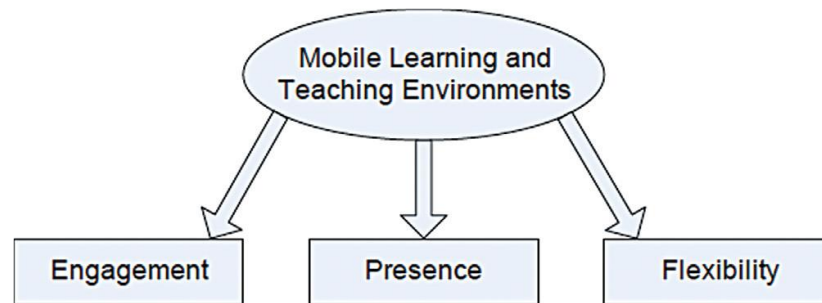 Mobile Learning and
Teaching Environments
Engagement
Presence
Flexibility